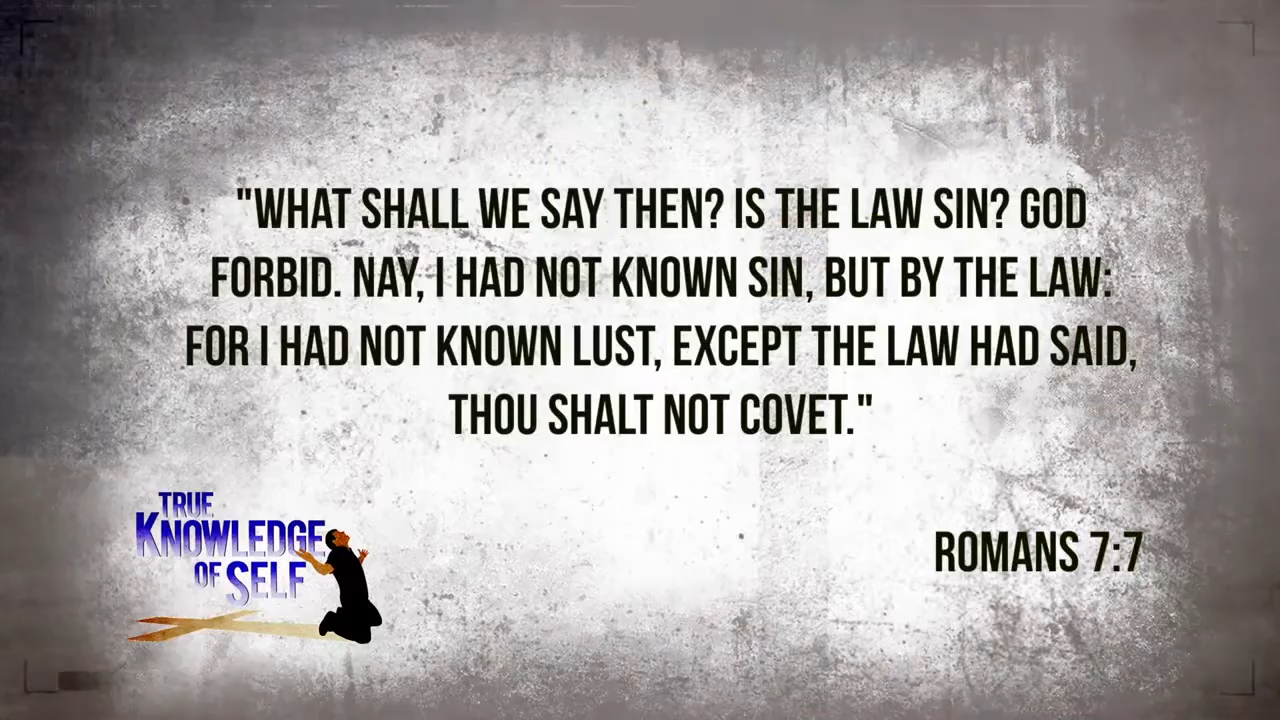 "WHAT SHALL WE SAY THEN? IS THE LAW SIN? GOD
FORBID. NAY, I HAD NOT KNOWN SIN, BUT BY THE LAW:
FOR I HAD NOT KNOWN LUST, EXCEPT THE LAW HAD SAID,
THOU SHALT NOT COVET."
ROMANS 7:7
TRUE
KNOWLEDGE
OF SELF